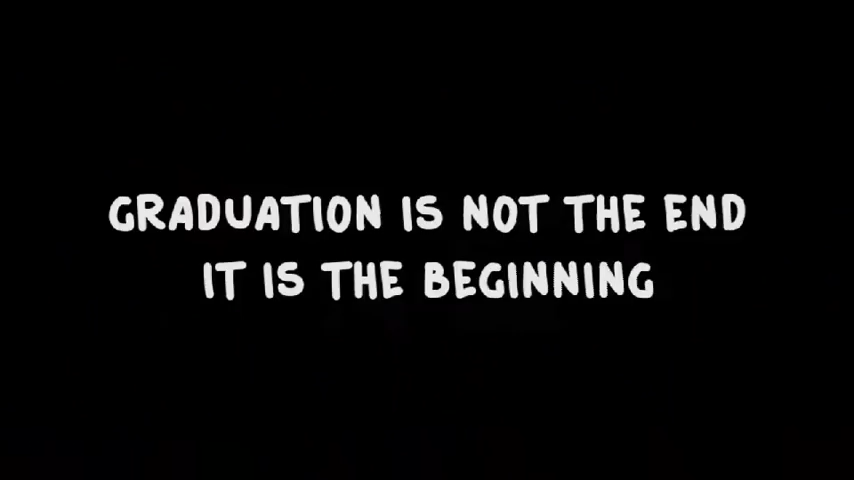 GRADUATION IS NOT THE END
IT IS THE BEGINNING